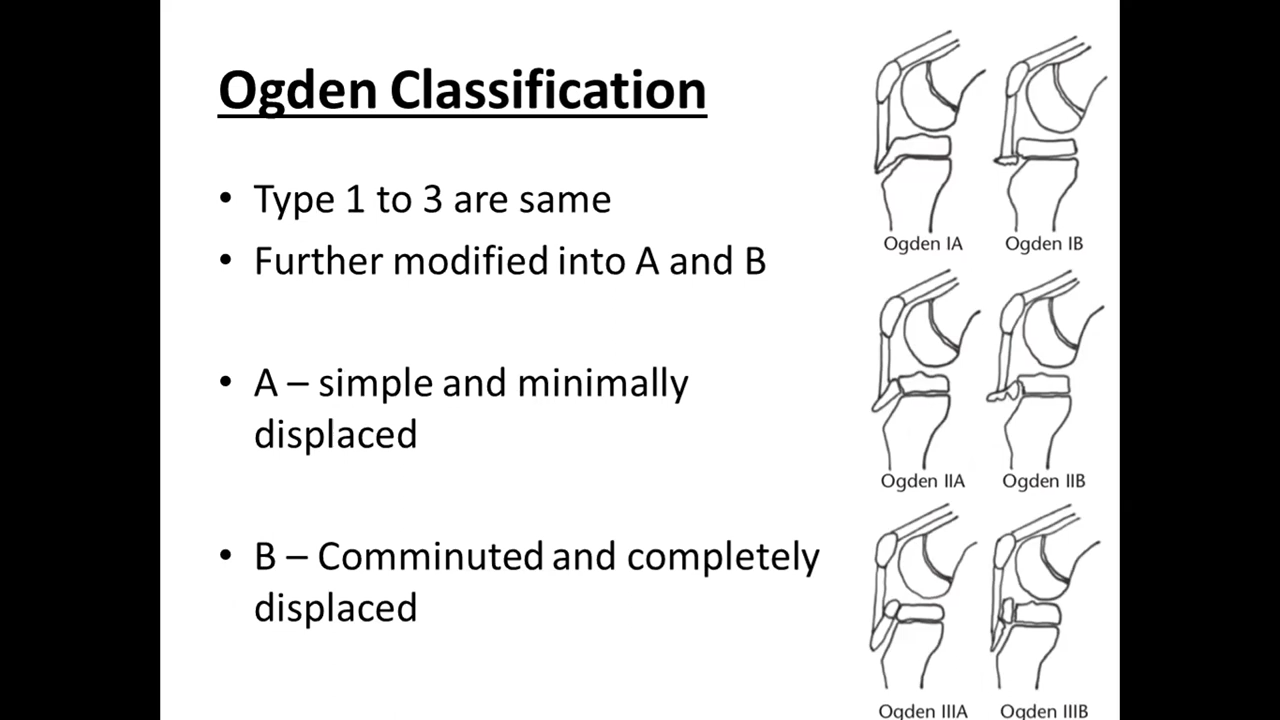 Ogden Classification
• Type 1 to 3 are same
• Further modified into A and B
• A – simple and minimally
displaced
• B – Comminuted and completely
displaced
Ogden IA
Ogden IB
Ogden IIA
Ogden IIB
Ogden IIIA
Ogden IIIB